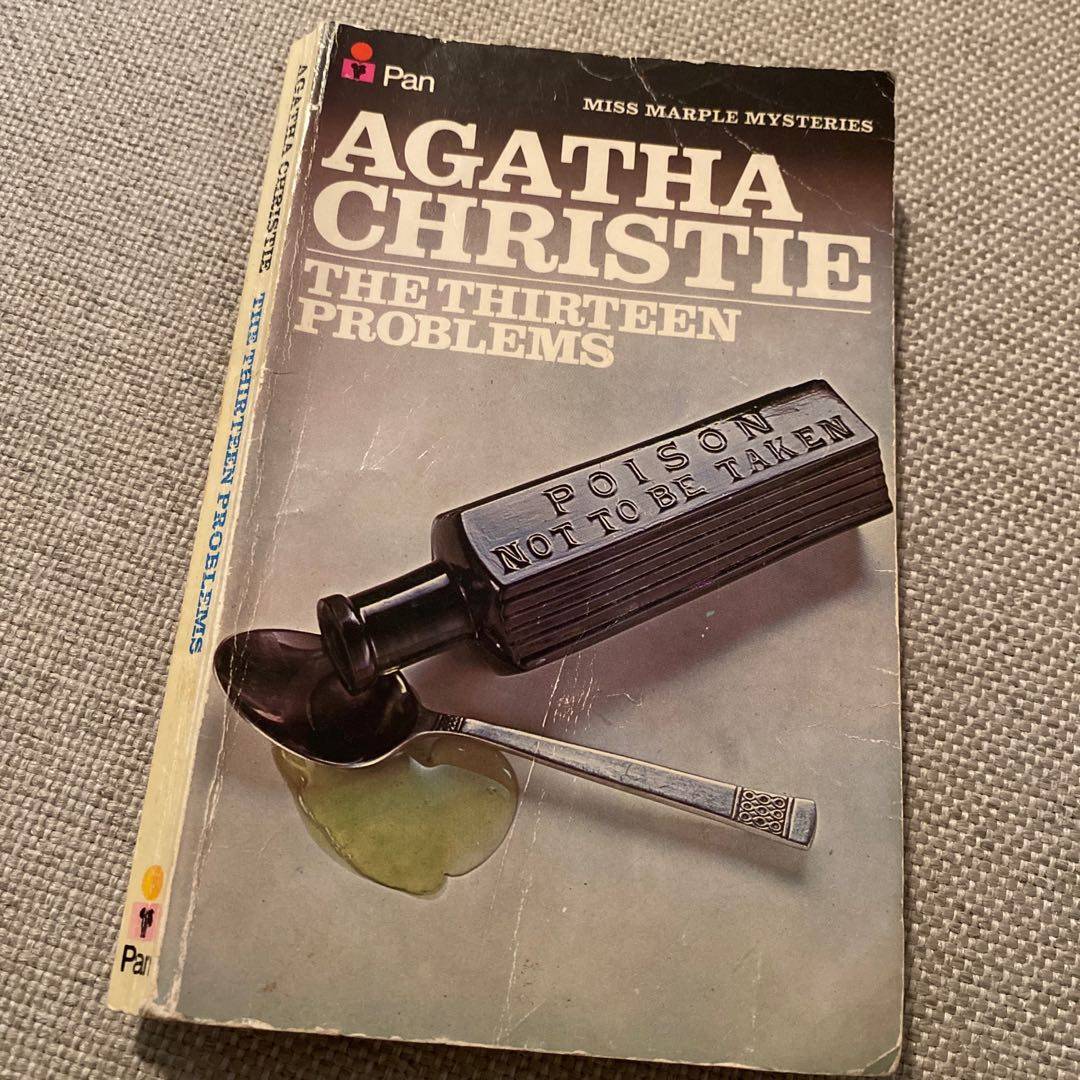 Pan
MISS MARPLE MYSTERIES
AGATHA
CHRISTIE
THE THIRTEEN
PROBLEMS
POISON
NOT TO BE TAKEN
AGATHA CHRISTIE THE THIRTEEN PROBLEMS
Pan